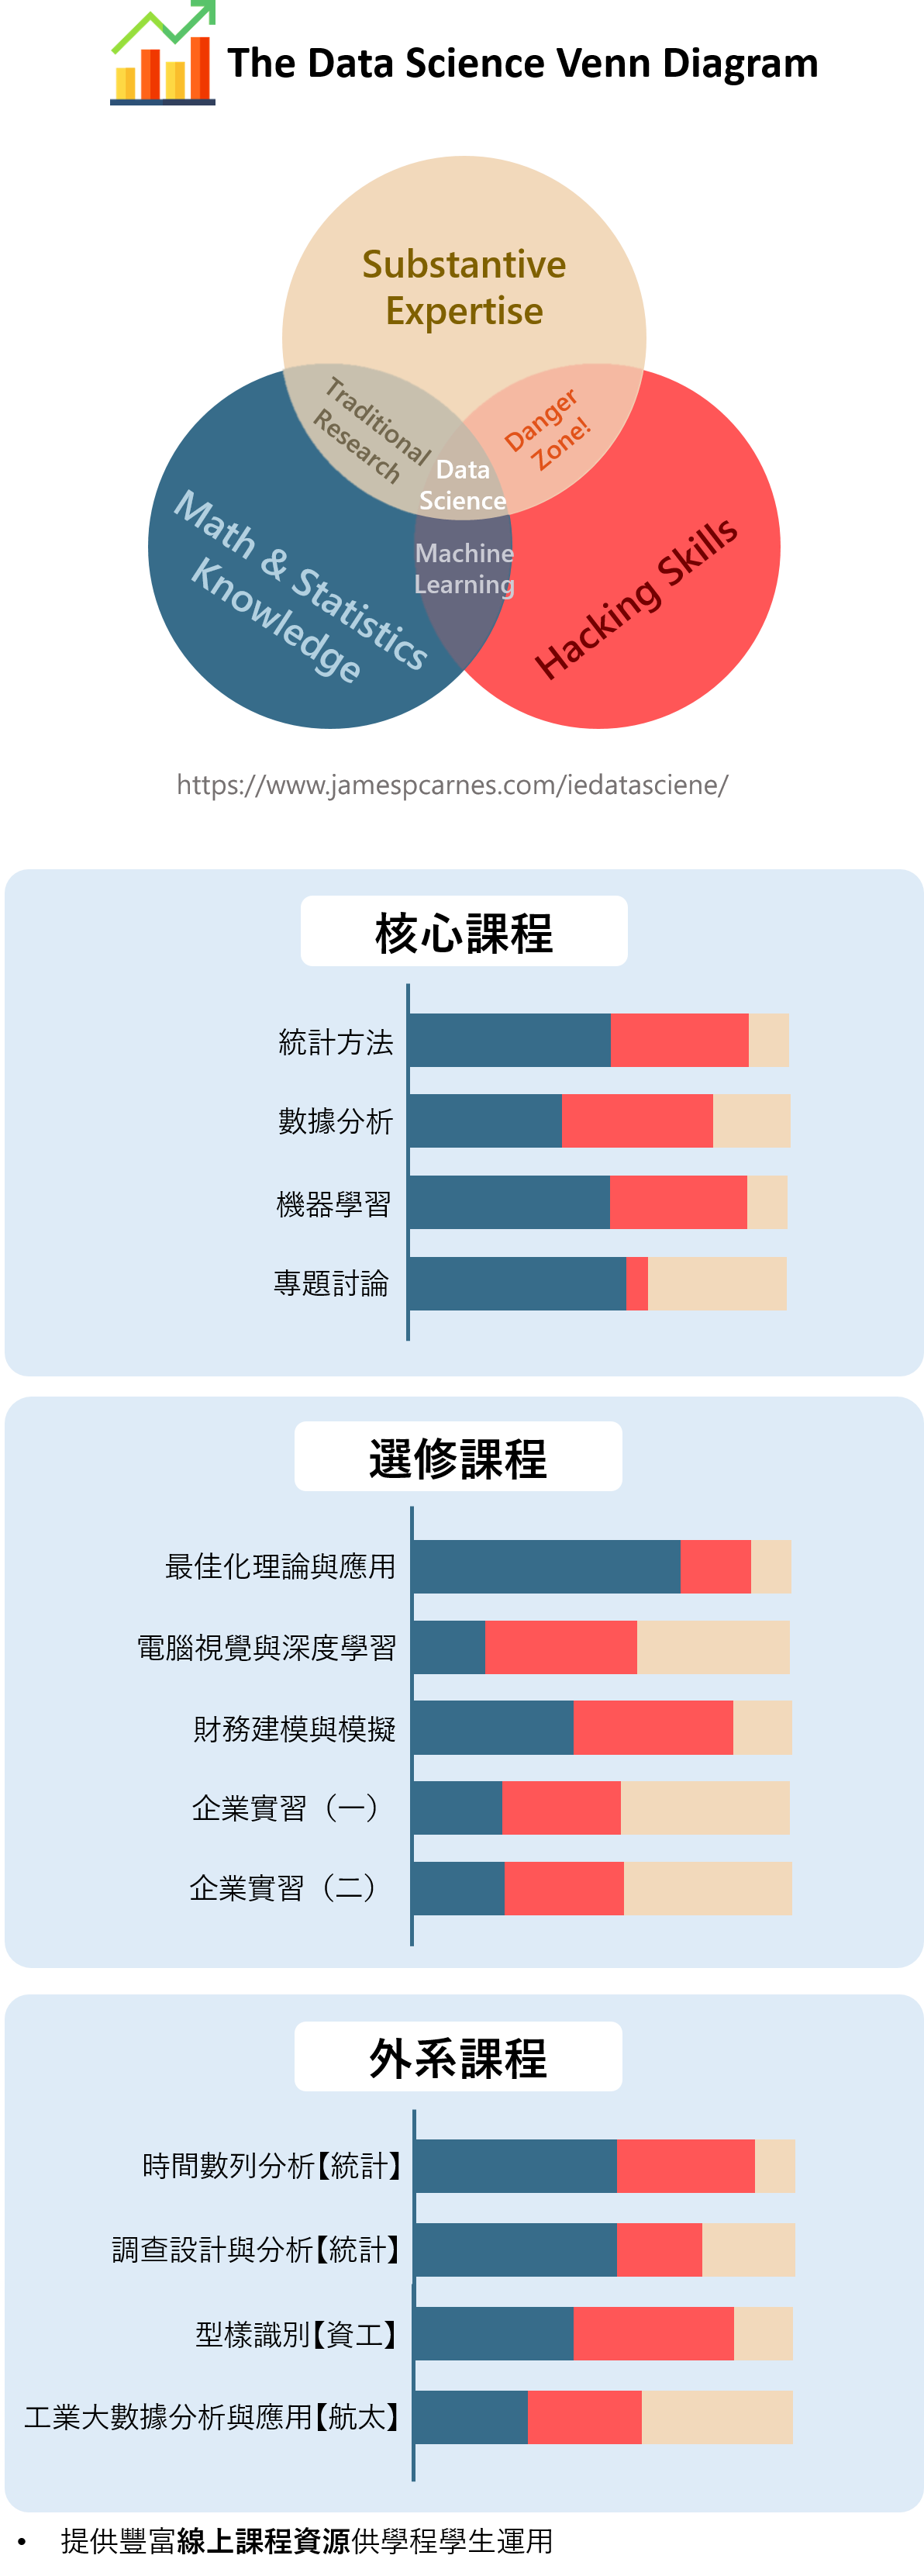 The Data Science Venn Diagram
Substantive
Expertise
Traditional
Research
Danger
Zone!
Data
Science
Machine
Learning
Math & Statistics
Knowledge
Hacking Skills
https://www.jamespcarnes.com/iedatasciene/
核心課程
統計方法
數據分析
機器學習
專題討論
選修課程
最佳化理論與應用
電腦視覺與深度學習
財務建模與模擬
企業實習（一）
企業實習（二）
外系課程
時間數列分析【統計】
調查設計與分析【統計】
型樣識別【資工】
工業大數據分析與應用【航太】
• 提供豐富線上課程資源供學程學生運用